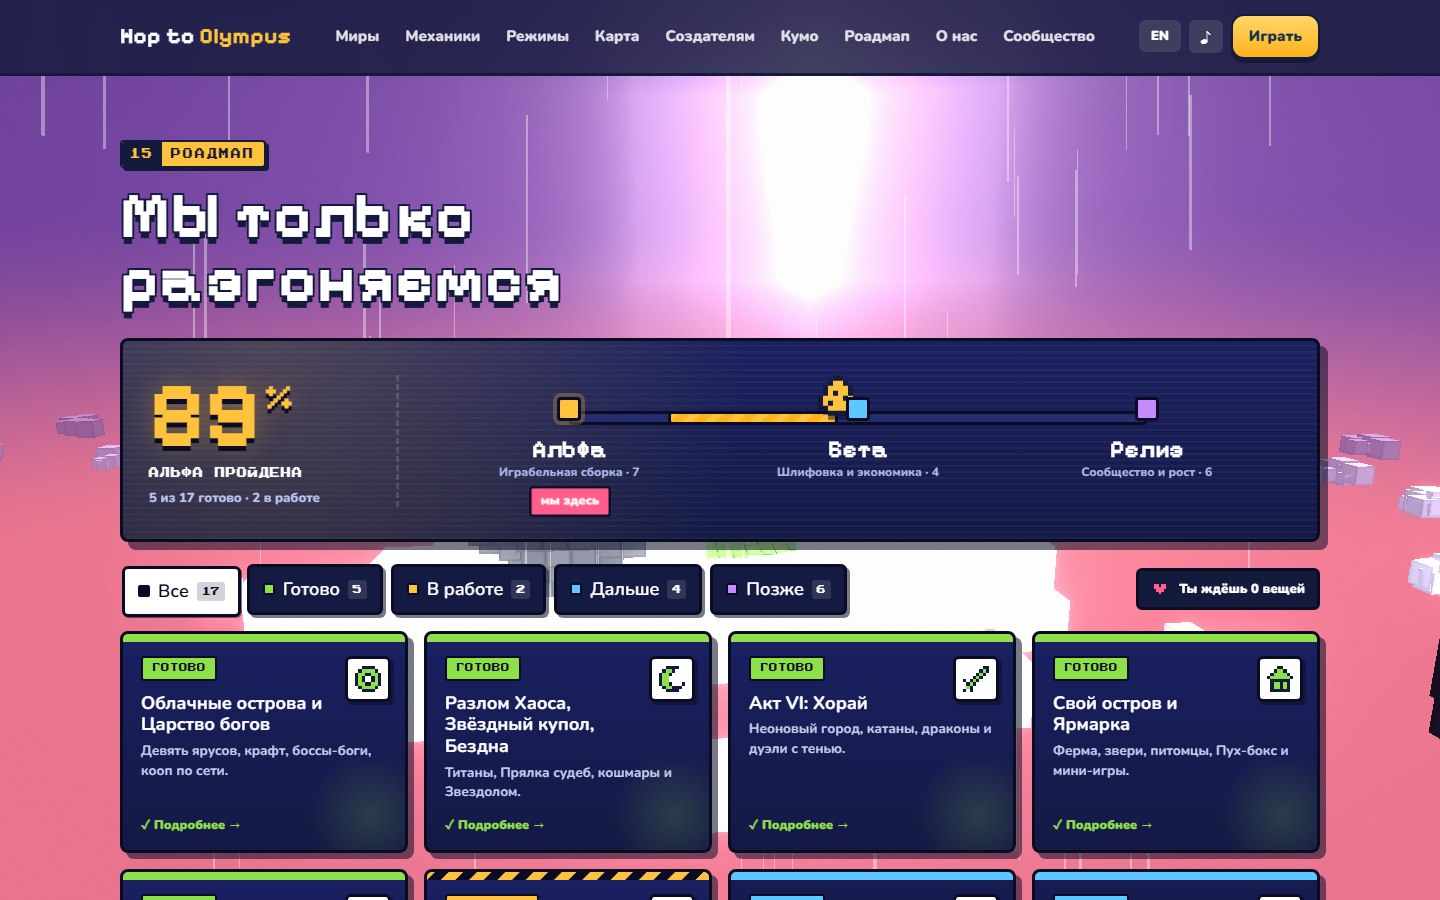 Hop to Olympus
Миры
Механики
Режимы
Карта
Создателям
Кумо
Роадмап
О нас
Сообщество
EN
Играть
15 РОАДМАП
Мы только
разгоняемся
89%
АЛЬФА ПРОЙДЕНА
5 из 17 готово · 2 в работе
Альфа
Играбельная сборка · 7
мы здесь
Бета
Шлифовка и экономика · 4
Релиз
Сообщество и рост · 6
Все 17
Готово 5
В работе 2
Дальше 4
Позже 6
Ты ждёшь 0 вещей
ГОТОВО
Облачные острова и
Царство богов
Девять ярусов, крафт, боссы-боги,
кооп по сети.
✓ Подробнее →
ГОТОВО
Разлом Хаоса,
Звёздный купол,
Бездна
Титаны, Прялка судеб, кошмары и
Звездолом.
✓ Подробнее →
ГОТОВО
Акт VI: Хорай
Неоновый город, катаны, драконы и
дуэли с тенью.
✓ Подробнее →
ГОТОВО
Свой остров и
Ярмарка
Ферма, звери, питомцы, Пух-бокс и
мини-игры.
✓ Подробнее →